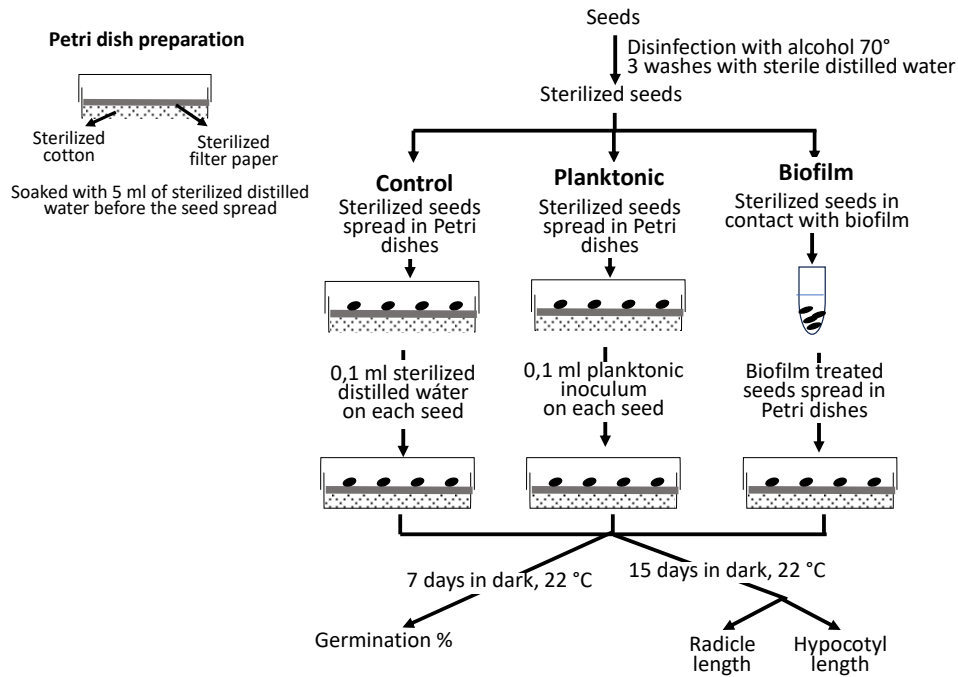 Petri dish preparation
Sterilized
cotton
Sterilized
filter paper
Soaked with 5 ml of sterilized distilled
water before the seed spread
Seeds
Disinfection with alcohol 70°
3 washes with sterile distilled water
Sterilized seeds
Control
Sterilized seeds
spread in Petri
dishes
0,1 ml sterilized
distilled wáter
on each seed
Planktonic
Sterilized seeds
spread in Petri
dishes
0,1 ml planktonic
inoculum
on each seed
Biofilm
Sterilized seeds in
contact with biofilm
Biofilm treated
seeds spread in
Petri dishes
7 days in dark, 22 °C
15 days in dark, 22 °C
Germination %
Radicle
length
Hypocotyl
length